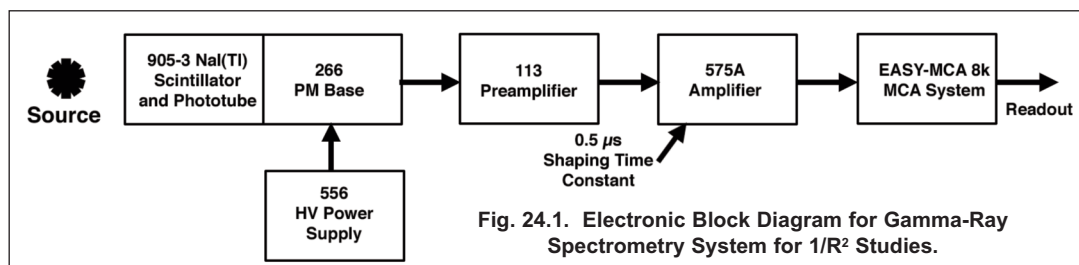 Source
905-3 NaI(Tl)
Scintillator
and Phototube
266
PM Base
556
HV Power
Supply
113
Preamplifier
575A
Amplifier
0.5 µs
Shaping Time
Constant
EASY-MCA 8k
MCA System
Readout
Fig. 24.1. Electronic Block Diagram for Gamma-Ray
Spectrometry System for 1/R² Studies.